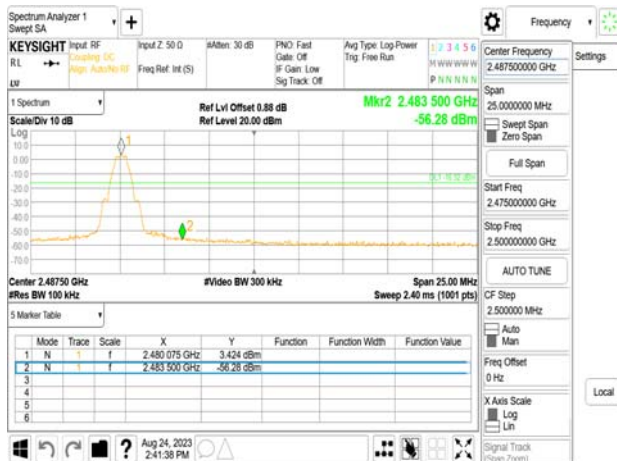 Spectrum Analyzer 1
Swept SA
Frequency
Settings
KEYSIGHT
RL
Input: RF
Coupling: DC
Align: Auto/No RF
Input Z: 50 Ω
Freq Ref: Int (S)
#Atten: 30 dB
PNO: Fast
Gate: Off
IF Gain: Low
Sig Track: Off
Avg Type: Log-Power
Trig: Free Run
1 2 3 4 5 6
M W W W W W
P N N N N N
1 Spectrum
Scale/Div 10 dB
Ref Lvl Offset 0.88 dB
Ref Level 20.00 dBm
Mkr2 2.483 500 GHz
-56.28 dBm
Log
10.0
0.00
-10.0
-20.0
-30.0
-40.0
-50.0
-60.0
-70.0
1
2
Center 2.48750 GHz
#Video BW 300 kHz
Span 25.00 MHz
#Res BW 100 kHz
Sweep 2.40 ms (1001 pts)
5 Marker Table
Mode Trace Scale X Y Function Function Width Function Value
1 N 1 f 2.480 075 GHz 3.424 dBm
2 N 1 f 2.483 500 GHz -56.28 dBm
3
4
5
6
Aug 24, 2023
2:41:38 PM
Center Frequency
2.487500000 GHz
Span
25.0000000 MHz
Swept Span
Zero Span
Full Span
Start Freq
2.475000000 GHz
Stop Freq
2.500000000 GHz
AUTO TUNE
CF Step
2.500000 MHz
Auto
Man
Freq Offset
0 Hz
X Axis Scale
Log
Lin
Signal Track
(Span Zoom)
Local